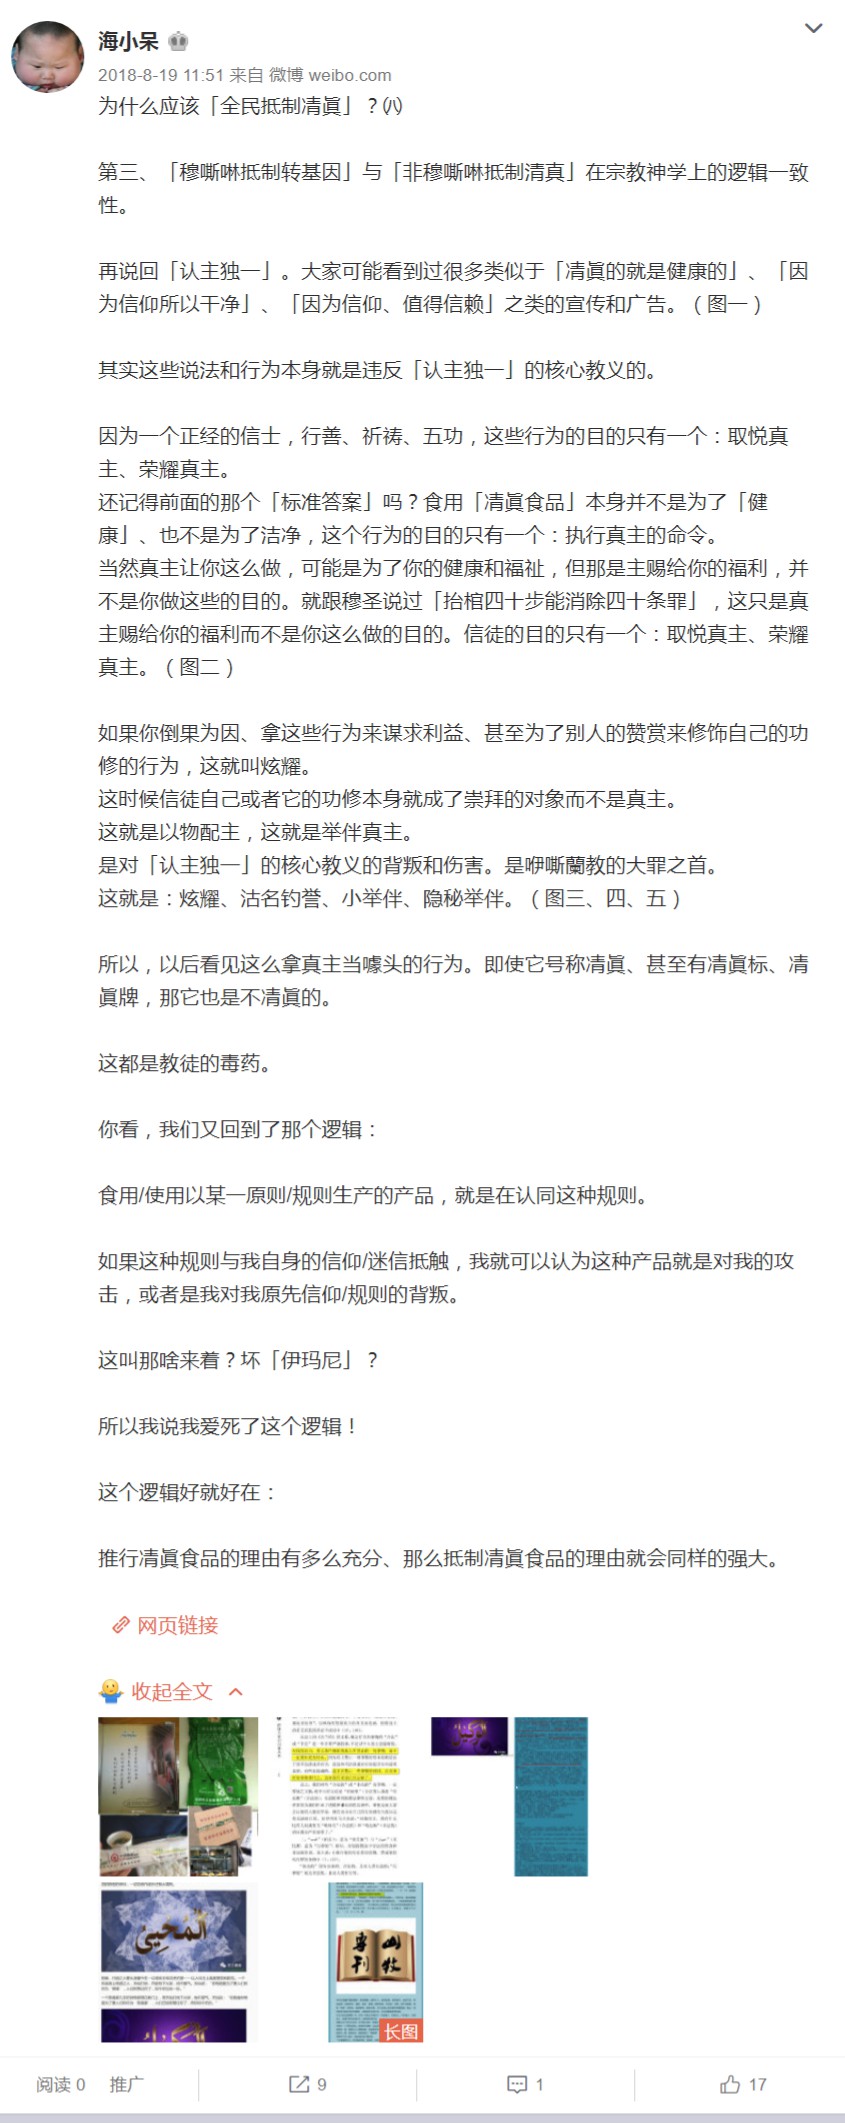 海小呆
2018-8-19 11:51 来自 微博 weibo.com
为什么应该「全民抵制凊眞」？㈧
第三、「穆嘶啉抵制转基因」与「非穆嘶啉抵制清真」在宗教神学上的逻辑一致
性。
再说回「认主独一」。大家可能看到过很多类似于「凊眞的就是健康的」、「因
为信仰所以干净」、「因为信仰、值得信赖」之类的宣传和广告。（图一）
其实这些说法和行为本身就是违反「认主独一」的核心教义的。
因为一个正经的信士，行善、祈祷、五功，这些行为的目的只有一个：取悦真
主、荣耀真主。
还记得前面的那个「标准答案」吗？食用「凊眞食品」本身并不是为了「健
康」、也不是为了洁净，这个行为的目的只有一个：执行真主的命令。
当然真主让你这么做，可能是为了你的健康和福祉，但那是主赐给你的福利，并
不是你做这些的目的。就跟穆圣说过「抬棺四十步能消除四十条罪」，这只是真
主赐给你的福利而不是你这么做的目的。信徒的目的只有一个：取悦真主、荣耀
真主。（图二）
如果你倒果为因、拿这些行为来谋求利益、甚至为了别人的赞赏来修饰自己的功
修的行为，这就叫炫耀。
这时候信徒自己或者它的功修本身就成了崇拜的对象而不是真主。
这就是以物配主，这就是举伴真主。
是对「认主独一」的核心教义的背叛和伤害。是咿嘶蘭教的大罪之首。
这就是：炫耀、沽名钓誉、小举伴、隐秘举伴。（图三、四、五）
所以，以后看见这么拿真主当噱头的行为。即使它号称凊眞、甚至有凊眞标、凊
眞牌，那它也是不凊眞的。
这都是教徒的毒药。
你看，我们又回到了那个逻辑：
食用/使用以某一原则/规则生产的产品，就是在认同这种规则。
如果这种规则与我自身的信仰/迷信抵触，我就可以认为这种产品就是对我的攻
击，或者是我对我原先信仰/规则的背叛。
这叫那啥来着？坏「伊玛尼」？
所以我说我爱死了这个逻辑！
这个逻辑好就好在：
推行凊眞食品的理由有多么充分、那么抵制凊眞食品的理由就会同样的强大。
网页链接
收起全文
长图
阅读 0 推广 9 1 17